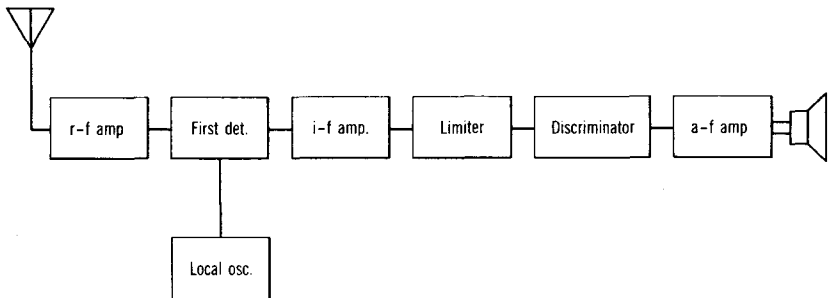 r-f amp
First det.
i-f amp.
Limiter
Discriminator
a-f amp
Local osc.